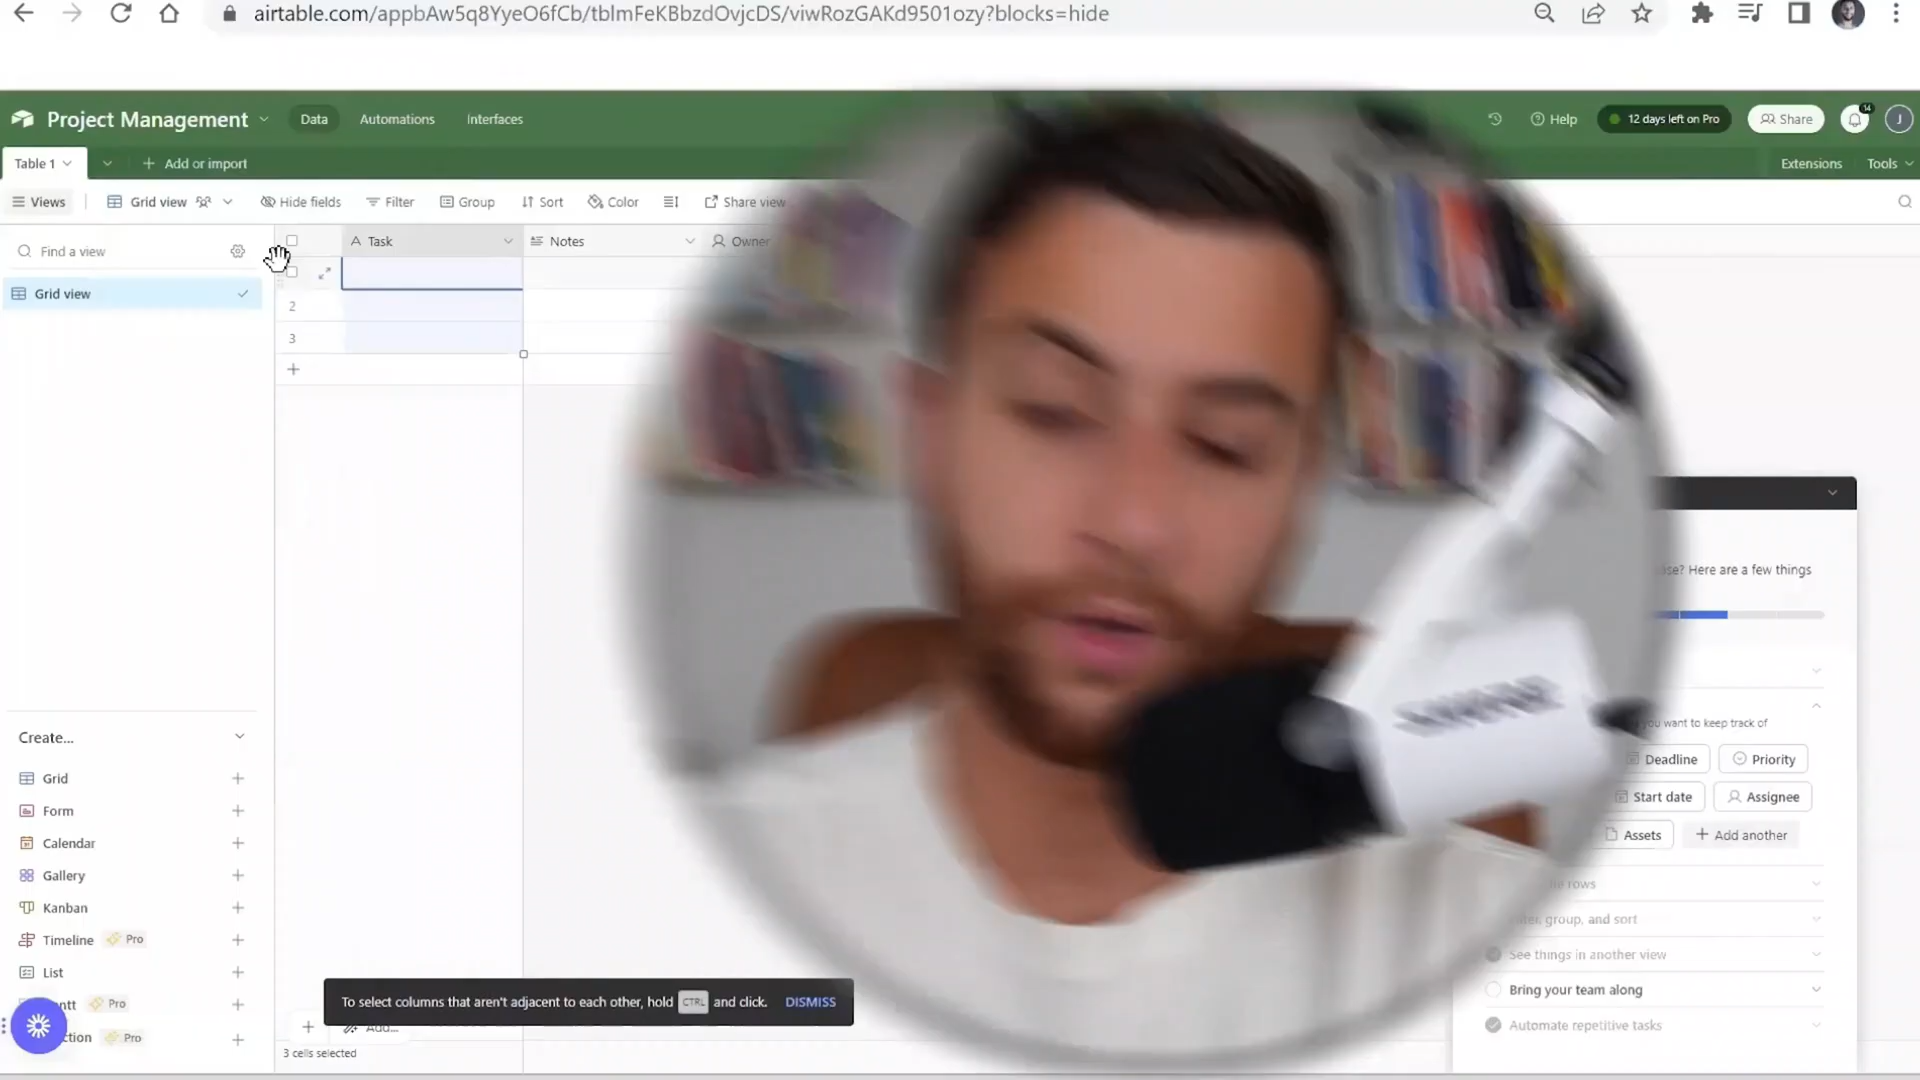 airtable.com/appbAw5q8YyeO6fCb/tblmFeKBbzdOvjcDS/viwRozGAKd9501ozy?blocks=hide
Project Management Data Automations Interfaces Help 12 days left on Pro Share 14 J
Table 1 Add or import Extensions Tools
Views Grid view Hide fields Filter Group Sort Color Share view
Find a view Task Notes Owner
Grid view
2
3
? Here are a few things
you want to keep track of
Create... Deadline Priority
Grid Start date Assignee
Form Assets Add another
Calendar
Gallery rows
Kanban group, and sort
Timeline Pro See things in another view
List Bring your team along
Pro Automate repetitive tasks
Pro
To select columns that aren't adjacent to each other, hold CTRL and click. DISMISS
Add...
3 cells selected